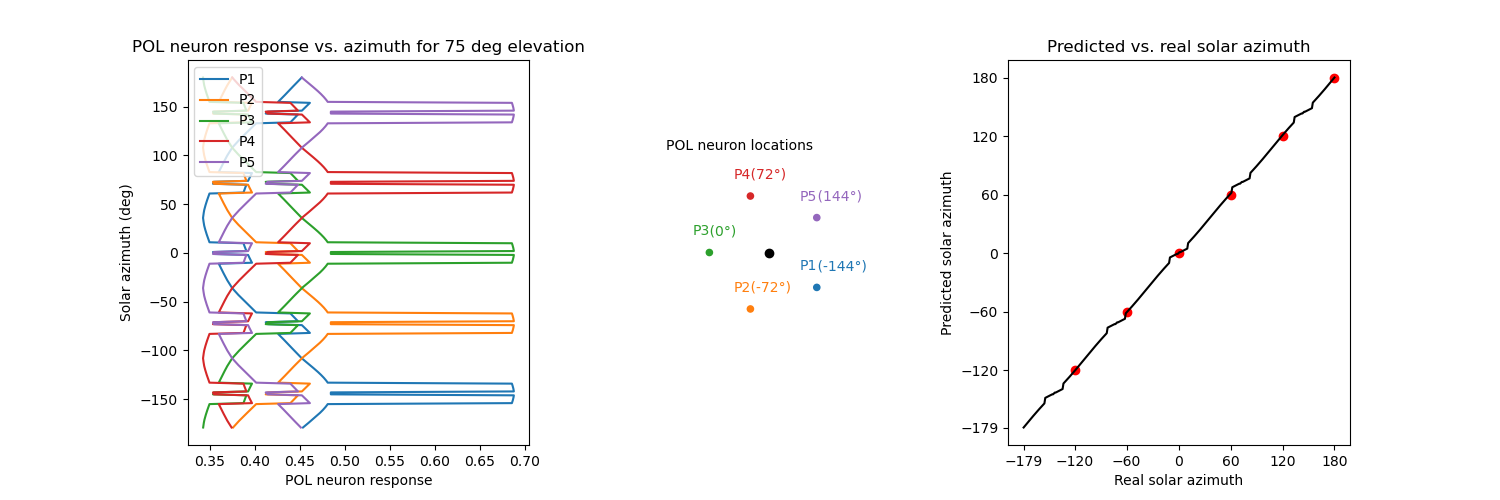 POL neuron response vs. azimuth for 75 deg elevation
P1
P2
P3
P4
P5
150
100
50
0
−50
−100
−150
Solar azimuth (deg)
0.35 0.40 0.45 0.50 0.55 0.60 0.65 0.70
POL neuron response
POL neuron locations
P4(72°)
P5(144°)
P3(0°)
P1(-144°)
P2(-72°)
Predicted vs. real solar azimuth
180
120
60
0
−60
−120
−179
Predicted solar azimuth
−179 −120 −60 0 60 120 180
Real solar azimuth